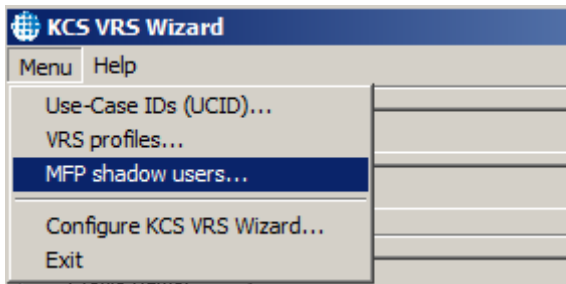 KCS VRS Wizard
Menu Help
Use-Case IDs (UCID)...
VRS profiles...
MFP shadow users...
Configure KCS VRS Wizard...
Exit